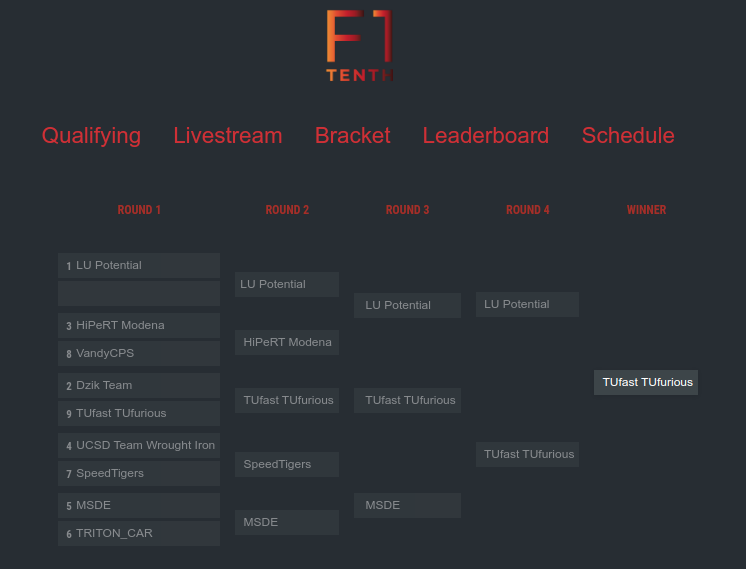 F1
TENTH
Qualifying Livestream Bracket Leaderboard Schedule
ROUND 1 ROUND 2 ROUND 3 ROUND 4 WINNER
1 LU Potential
3 HiPeRT Modena
8 VandyCPS
2 Dzik Team
9 TUfast TUfurious
4 UCSD Team Wrought Iron
7 SpeedTigers
5 MSDE
6 TRITON_CAR
LU Potential
HiPeRT Modena
TUfast TUfurious
SpeedTigers
MSDE
LU Potential
TUfast TUfurious
MSDE
LU Potential
TUfast TUfurious
TUfast TUfurious